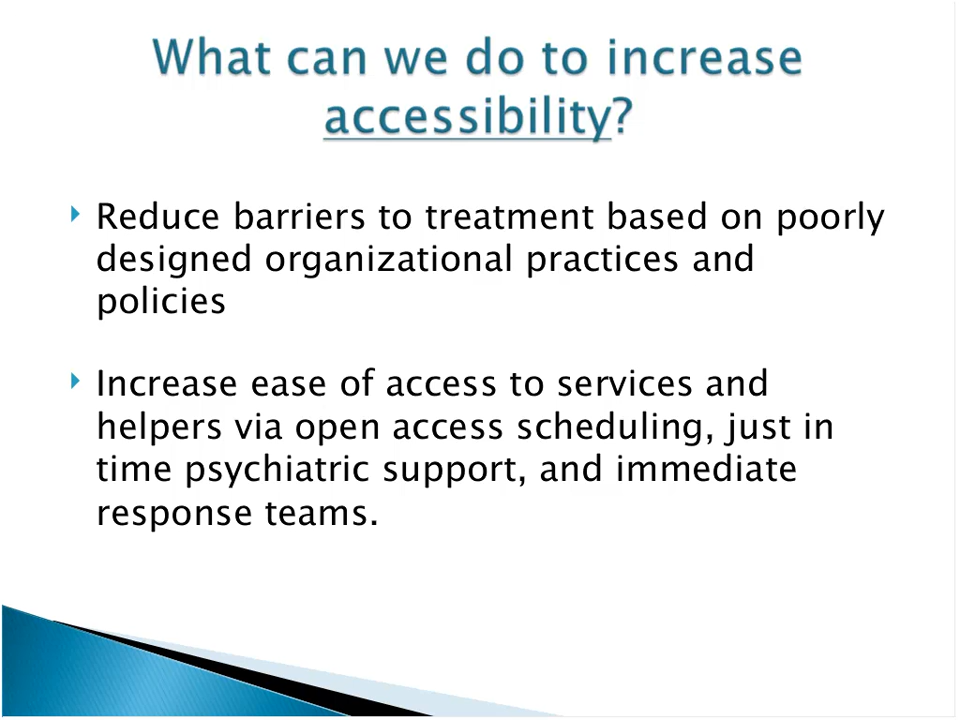 What can we do to increase
accessibility?
Reduce barriers to treatment based on poorly
designed organizational practices and
policies
Increase ease of access to services and
helpers via open access scheduling, just in
time psychiatric support, and immediate
response teams.